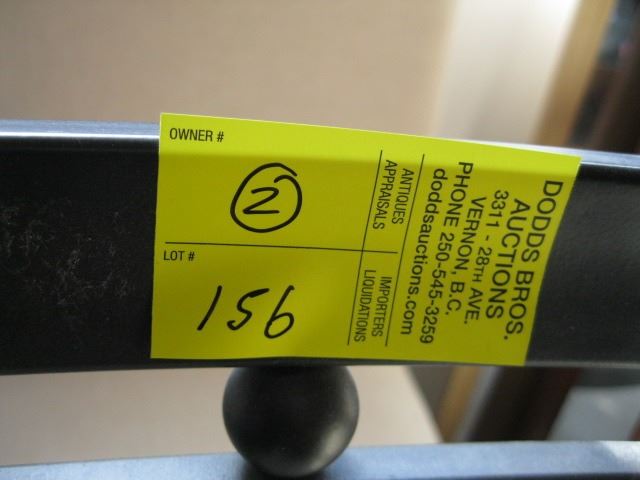 OWNER #
2
LOT #
156
ANTIQUES
APPRAISALS
IMPORTERS
LIQUIDATIONS
DODDS BROS.
AUCTIONS
3311 - 28TH AVE.
VERNON, B.C.
PHONE 250-545-3259
doddsauctions.com